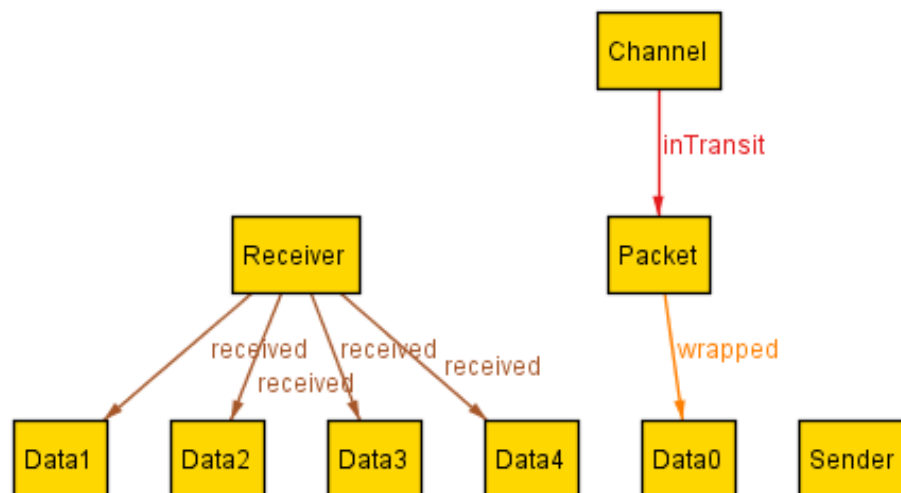 Channel
inTransit
Receiver
Packet
received
received
wrapped
received
received
Data1
Data2
Data3
Data4
Data0
Sender